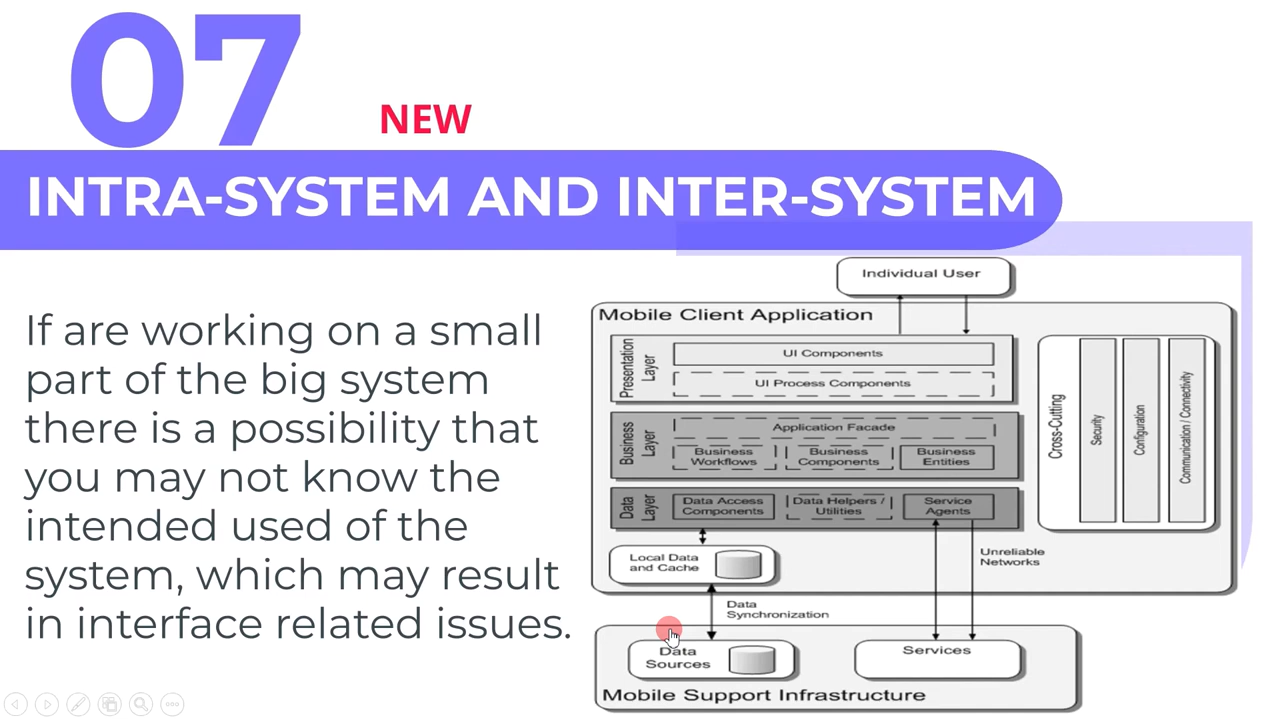 07
NEW
INTRA-SYSTEM AND INTER-SYSTEM
If are working on a small
part of the big system
there is a possibility that
you may not know the
intended used of the
system, which may result
in interface related issues.
Individual User
Mobile Client Application
Presentation
Layer
UI Components
UI Process Components
Business
Layer
Application Facade
Business
Workflows
Business
Components
Business
Entities
Data
Layer
Data Access
Components
Data Helpers /
Utilities
Service
Agents
Cross-Cutting
Security
Configuration
Communication / Connectivity
Local Data
and Cache
Unreliable
Networks
Data
Synchronization
Data
Sources
Services
Mobile Support Infrastructure